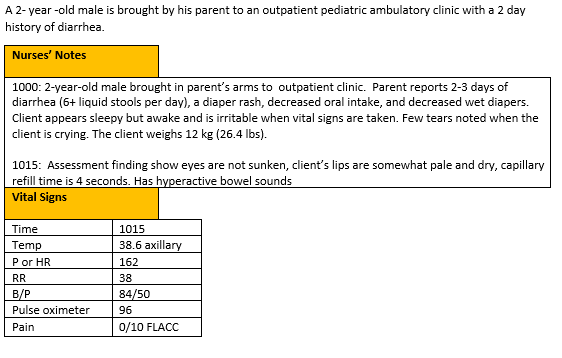 A 2- year -old male is brought by his parent to an outpatient pediatric ambulatory clinic with a 2 day
history of diarrhea.
Nurses' Notes
1000: 2-year-old male brought in parent's arms to outpatient clinic. Parent reports 2-3 days of
diarrhea (6+ liquid stools per day), a diaper rash, decreased oral intake, and decreased wet diapers.
Client appears sleepy but awake and is irritable when vital signs are taken. Few tears noted when the
client is crying. The client weighs 12 kg (26.4 lbs).
1015: Assessment finding show eyes are not sunken, client's lips are somewhat pale and dry, capillary
refill time is 4 seconds. Has hyperactive bowel sounds
Vital Signs
Time 1015
Temp 38.6 axillary
P or HR 162
RR 38
B/P 84/50
Pulse oximeter 96
Pain 0/10 FLACC